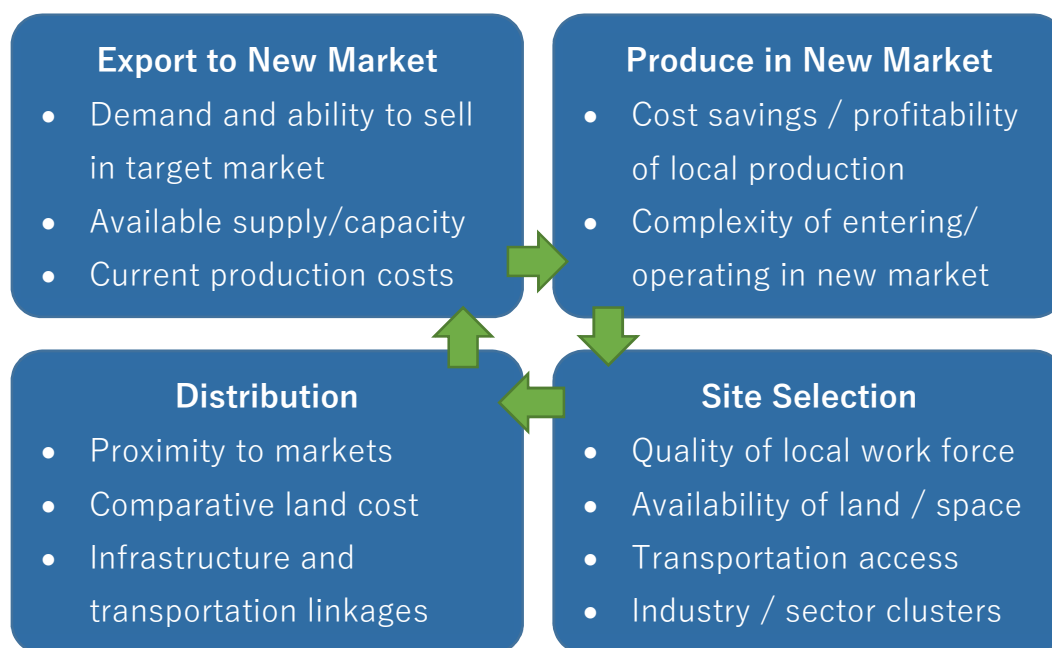 Export to New Market
• Demand and ability to sell
in target market
• Available supply/capacity
• Current production costs
Produce in New Market
• Cost savings / profitability
of local production
• Complexity of entering/
operating in new market
Distribution
• Proximity to markets
• Comparative land cost
• Infrastructure and
transportation linkages
Site Selection
• Quality of local work force
• Availability of land / space
• Transportation access
• Industry / sector clusters